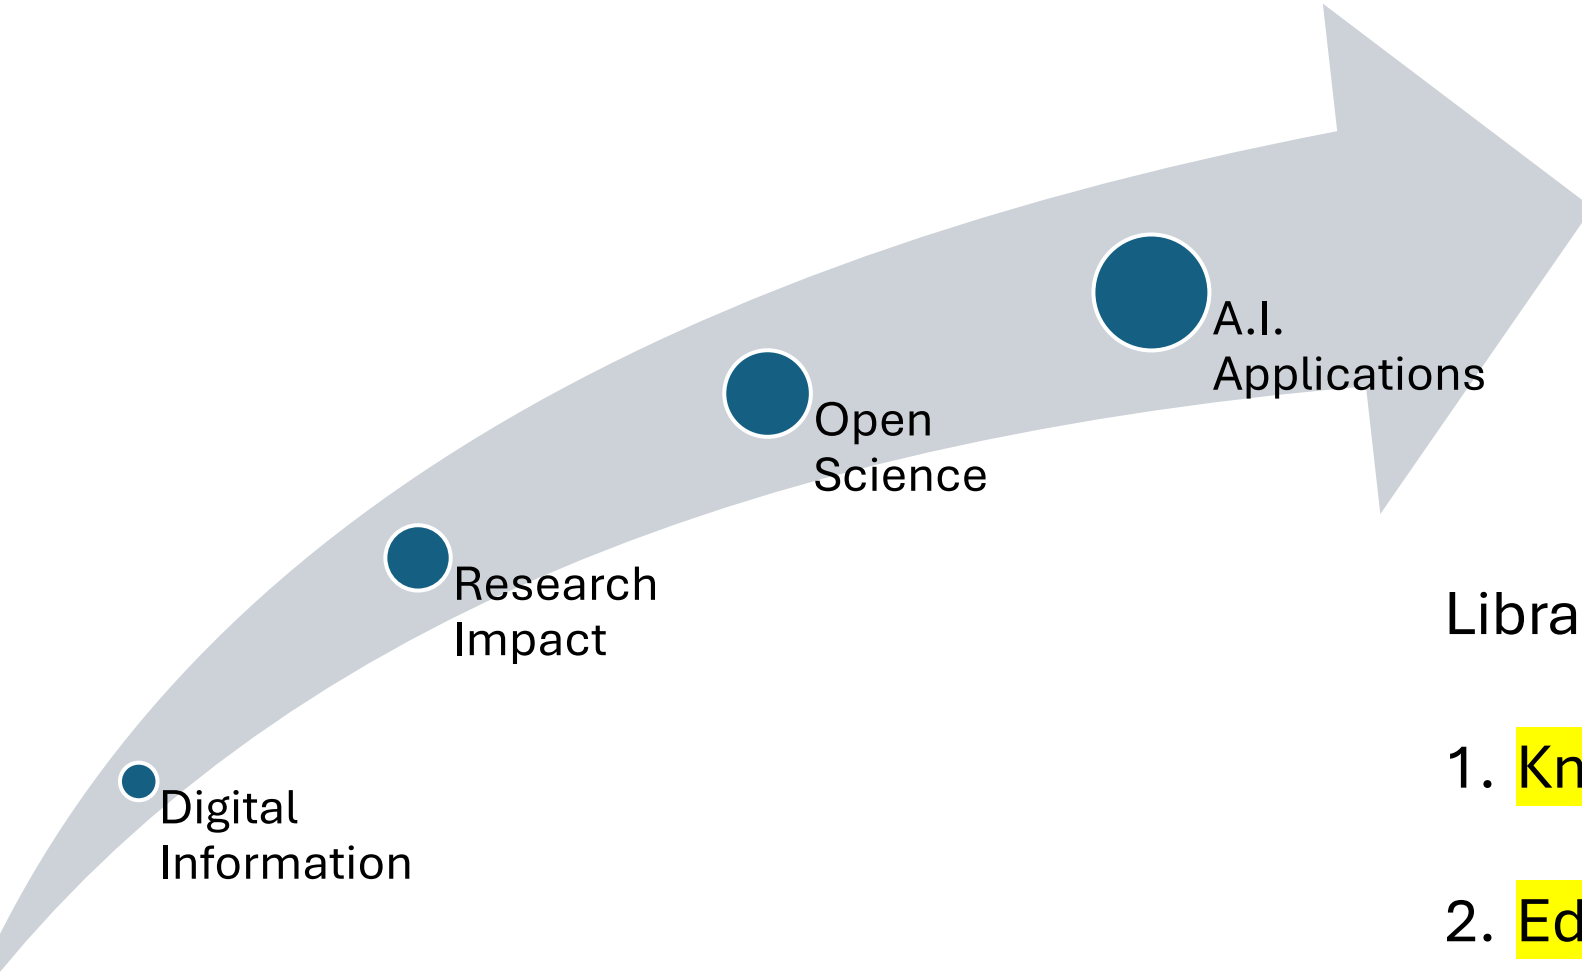 A.I.
Applications
Open
Science
Research
Impact
Digital
Information
Libra
1. Kn
2. Ed